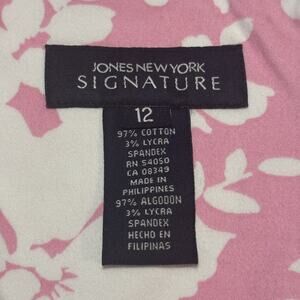 JONES NEW YORK
SIGNATURE
12
97% COTTON
3% LYCRA
SPANDEX
RN 54050
CA 08349
MADE IN
PHILIPPINES
97% ALGODON
3% LYCRA
SPANDEX
HECHO EN
FILIPINAS